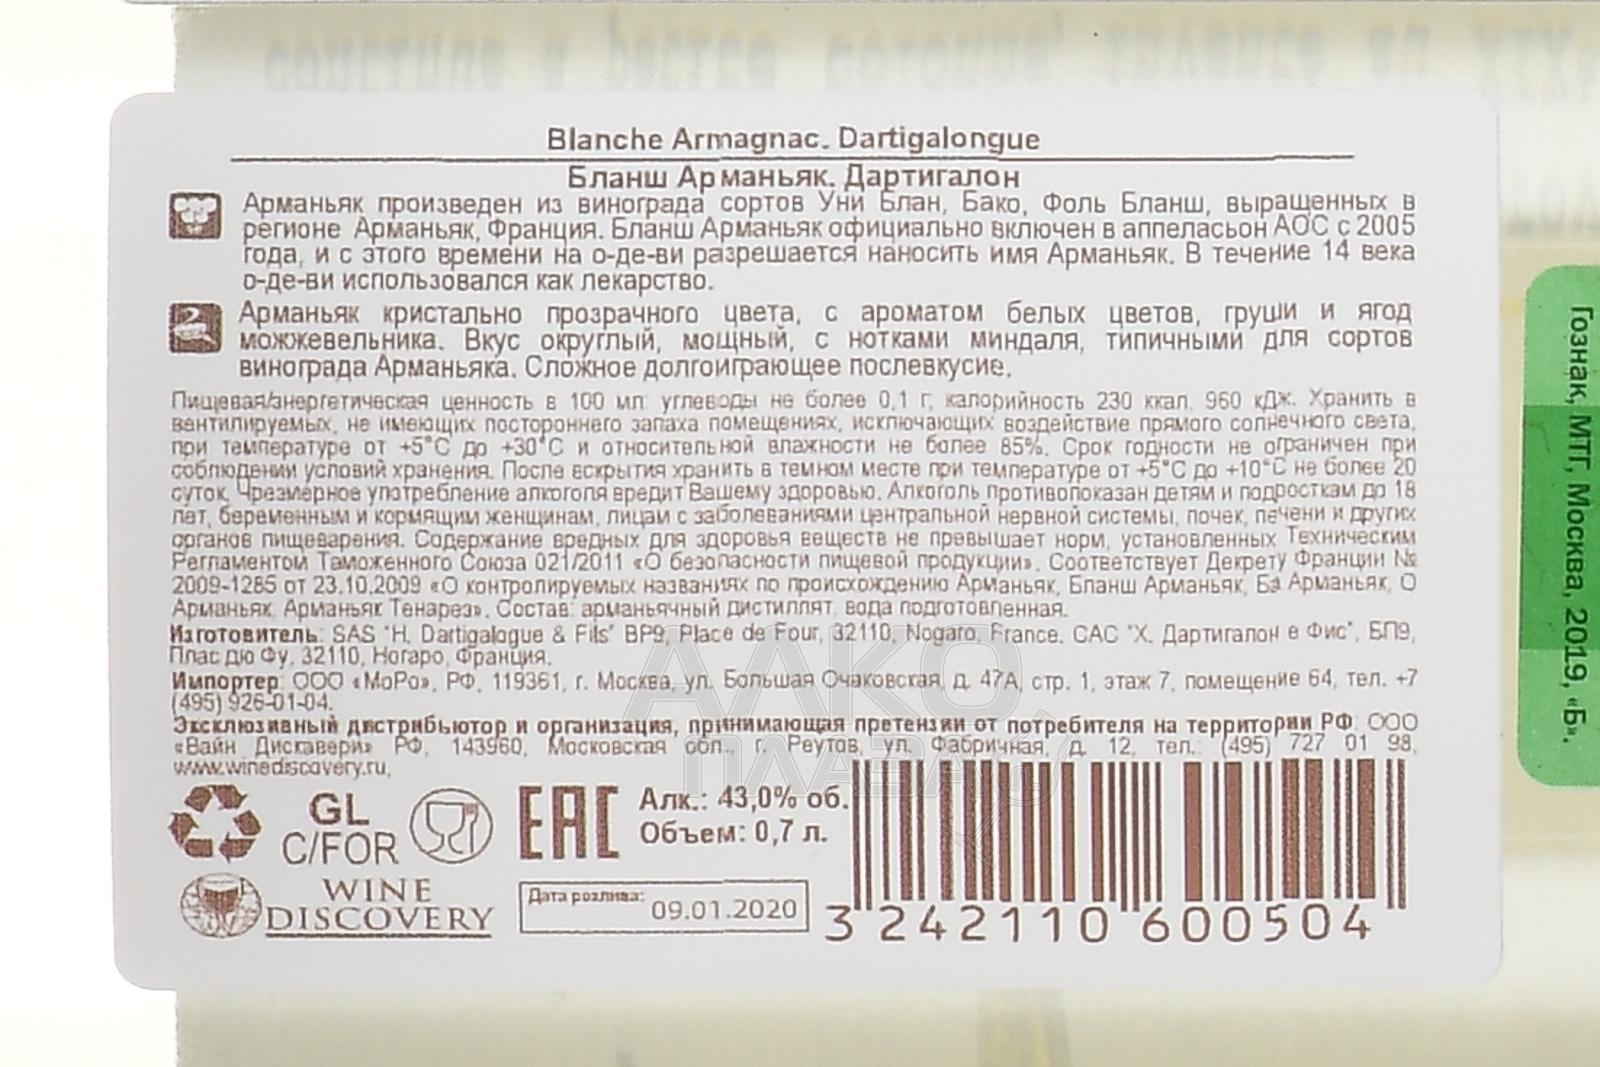 Blanche Armagnac. Dartigalongue
Бланш Арманьяк. Дартигалон
Арманьяк произведен из винограда сортов Уни Блан, Бако, Фоль Бланш, выращенных в
регионе Арманьяк, Франция. Бланш Арманьяк официально включен в аппеласьон АОС с 2005
года, и с этого времени на о-де-ви разрешается наносить имя Арманьяк. В течение 14 века
о-де-ви использовался как лекарство.
Арманьяк кристально прозрачного цвета, с ароматом белых цветов, груши и ягод
можжевельника. Вкус округлый, мощный, с нотками миндаля, типичными для сортов
винограда Арманьяка. Сложное долгоиграющее послевкусие.
Пищевая/энергетическая ценность в 100 мл: углеводы не более 0,1 г, калорийность 230 ккал, 960 кДж. Хранить в
вентилируемых, не имеющих постороннего запаха помещениях, исключающих воздействие прямого солнечного света,
при температуре от +5°С до +30°С и относительной влажности не более 85%. Срок годности не ограничен при
соблюдении условий хранения. После вскрытия хранить в темном месте при температуре от +5°С до +10°С не более 20
суток. Чрезмерное употребление алкоголя вредит Вашему здоровью. Алкоголь противопоказан детям и подросткам до 18
лет, беременным и кормящим женщинам, лицам с заболеваниями центральной нервной системы, почек, печени и других
органов пищеварения. Содержание вредных для здоровья веществ не превышает норм, установленных Техническим
Регламентом Таможенного Союза 021/2011 «О безопасности пищевой продукции». Соответствует Декрету Франции №
2009-1285 от 23.10.2009 «О контролируемых названиях по происхождению Арманьяк, Бланш Арманьяк, Ба Арманьяк, О
Арманьяк, Арманьяк Тенарез». Состав: арманьячный дистиллят, вода подготовленная.
Изготовитель: SAS "H. Dartigalogue & Fils" BP9, Place de Four, 32110, Nogaro, France. САС "Х. Дартигалон е Фис", БП9,
Плас дю Фу, 32110, Ногаро, Франция.
Импортер: ООО «МоРо», РФ, 119361, г. Москва, ул. Большая Очаковская, д. 47А, стр. 1, этаж 7, помещение 64, тел. +7
(495) 926-01-04.
Эксклюзивный дистрибьютор и организация, принимающая претензии от потребителя на территории РФ: ООО
«Вайн Дискавери» РФ, 143960, Московская обл., г. Реутов, ул. Фабричная, д. 12, тел.: (495) 727 01 98,
www.winediscovery.ru,
GL
C/FOR
EAC
Алк.: 43,0% об.
Объем: 0,7 л.
WINE
DISCOVERY
Дата розлива:
09.01.2020
3 242110 600504
Гознак, МТГ, Москва, 2019, «Б».
АЛКО
ПЛАЗА